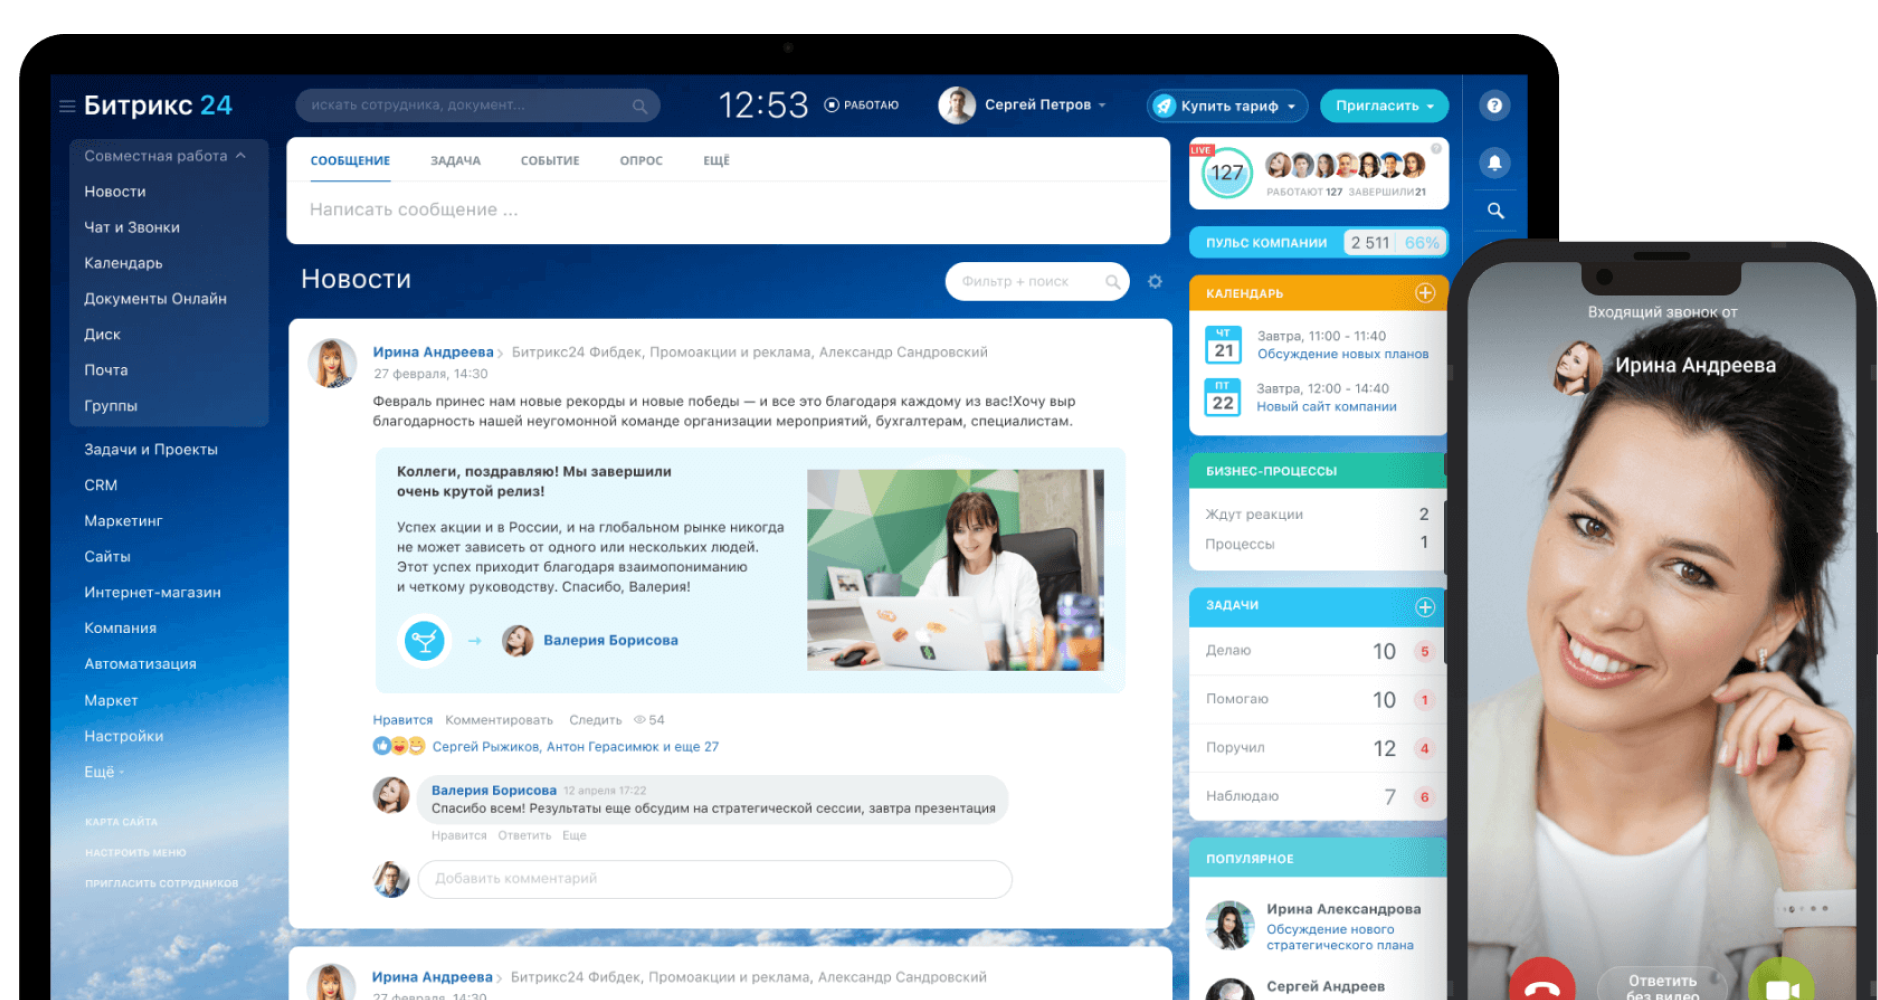 Битрикс 24
искать сотрудника, документ...
12:53 РАБОТАЮ
Сергей Петров
Купить тариф
Пригласить
?
Совместная работа
Новости
Чат и Звонки
Календарь
Документы Онлайн
Диск
Почта
Группы
Задачи и Проекты
CRM
Маркетинг
Сайты
Интернет-магазин
Компания
Автоматизация
Маркет
Настройки
Ещё
КАРТА САЙТА
НАСТРОИТЬ МЕНЮ
ПРИГЛАСИТЬ СОТРУДНИКОВ
СООБЩЕНИЕ ЗАДАЧА СОБЫТИЕ ОПРОС ЕЩЁ
Написать сообщение ...
Новости
Фильтр + поиск
Ирина Андреева > Битрикс24 Фибдек, Промоакции и реклама, Александр Сандровский
27 февраля, 14:30
Февраль принес нам новые рекорды и новые победы — и все это благодаря каждому из вас!Хочу выр
благодарность нашей неугомонной команде организации мероприятий, бухгалтерам, специалистам.
Коллеги, поздравляю! Мы завершили
очень крутой релиз!
Успех акции и в России, и на глобальном рынке никогда
не может зависеть от одного или нескольких людей.
Этот успех приходит благодаря взаимопониманию
и четкому руководству. Спасибо, Валерия!
→ Валерия Борисова
Нравится Комментировать Следить 54
Сергей Рыжиков, Антон Герасимюк и еще 27
Валерия Борисова 12 апреля 17:22
Спасибо всем! Результаты еще обсудим на стратегической сессии, завтра презентация
Нравится Ответить Еще
Добавить комментарий
Ирина Андреева > Битрикс24 Фибдек, Промоакции и реклама, Александр Сандровский
27 февраля, 14:30
LIVE
127
?
РАБОТАЮТ 127 ЗАВЕРШИЛИ 21
ПУЛЬС КОМПАНИИ 2 511 66%
КАЛЕНДАРЬ
ЧТ
21
Завтра, 11:00 - 11:40
Обсуждение новых планов
ПТ
22
Завтра, 12:00 - 14:40
Новый сайт компании
БИЗНЕС-ПРОЦЕССЫ
Ждут реакции 2
Процессы 1
ЗАДАЧИ
Делаю 10 5
Помогаю 10 1
Поручил 12 4
Наблюдаю 7 6
ПОПУЛЯРНОЕ
Ирина Александрова
Обсуждение нового
стратегического плана
Сергей Андреев
Входящий звонок от
Ирина Андреева
Ответить
без видео